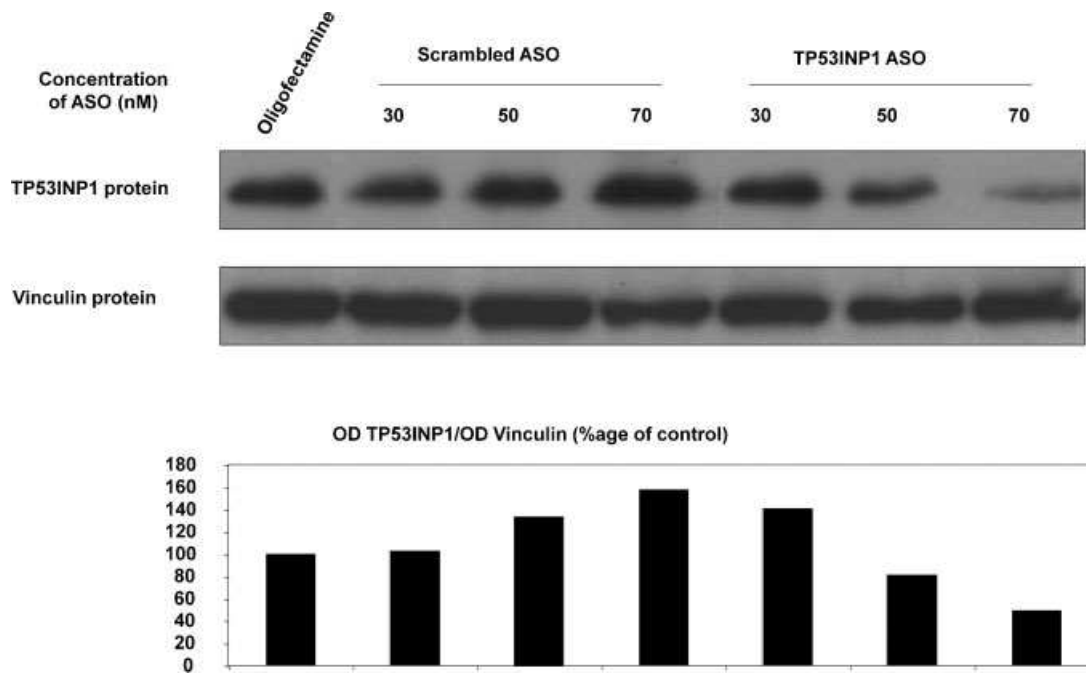 Concentration
of ASO (nM)
Oligofectamine
Scrambled ASO
TP53INP1 ASO
30 50 70 30 50 70
TP53INP1 protein
Vinculin protein
OD TP53INP1/OD Vinculin (%age of control)
180
160
140
120
100
80
60
40
20
0